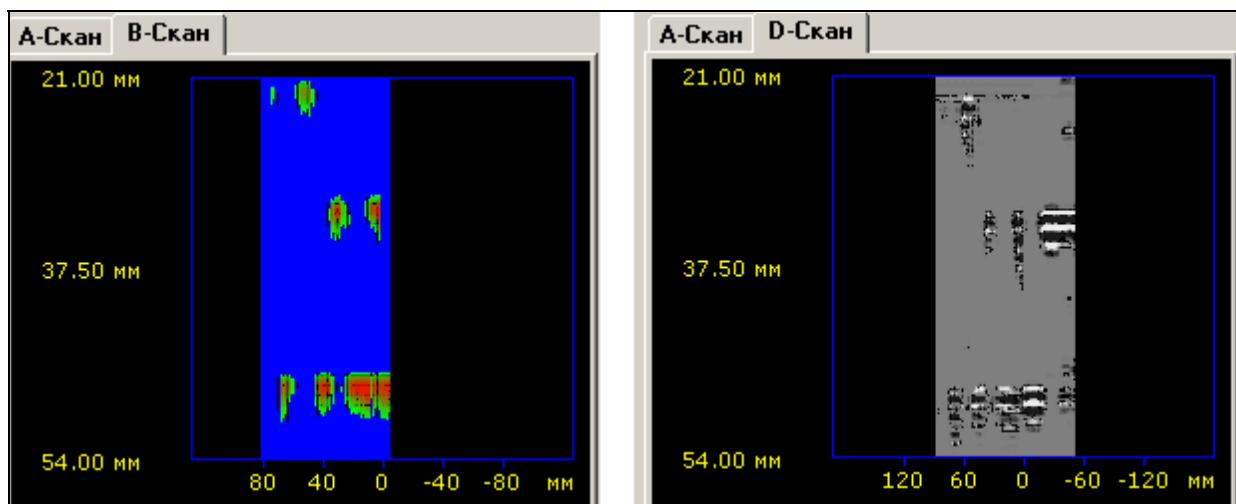 А-Скан В-Скан
21.00 мм
37.50 мм
54.00 мм
80 40 0 -40 -80 мм
А-Скан D-Скан
21.00 мм
37.50 мм
54.00 мм
120 60 0 -60 -120 мм